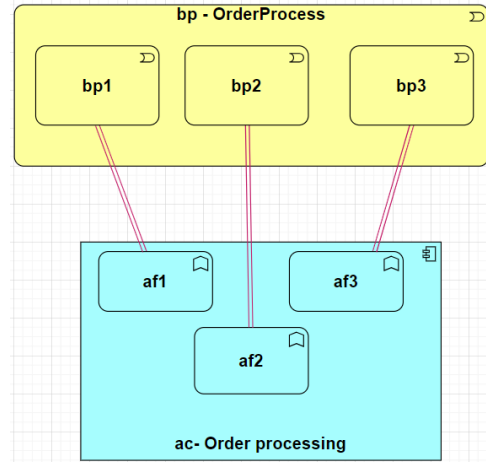 bp - OrderProcess
bp1
bp2
bp3
af1
af3
af2
ac- Order processing